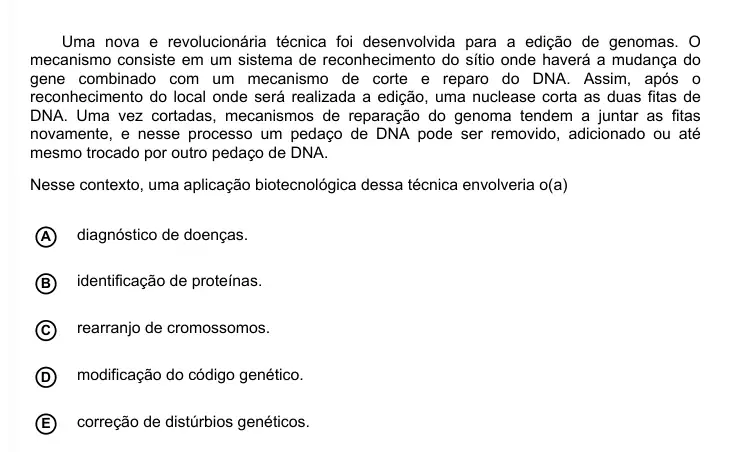 Uma nova e revolucionária técnica foi desenvolvida para a edição de genomas. O
mecanismo consiste em um sistema de reconhecimento do sítio onde haverá a mudança do
gene combinado com um mecanismo de corte e reparo do DNA. Assim, após o
reconhecimento do local onde será realizada a edição, uma nuclease corta as duas fitas de
DNA. Uma vez cortadas, mecanismos de reparação do genoma tendem a juntar as fitas
novamente, e nesse processo um pedaço de DNA pode ser removido, adicionado ou até
mesmo trocado por outro pedaço de DNA.
Nesse contexto, uma aplicação biotecnológica dessa técnica envolveria o(a)
A diagnóstico de doenças.
B identificação de proteínas.
C rearranjo de cromossomos.
D modificação do código genético.
E correção de distúrbios genéticos.